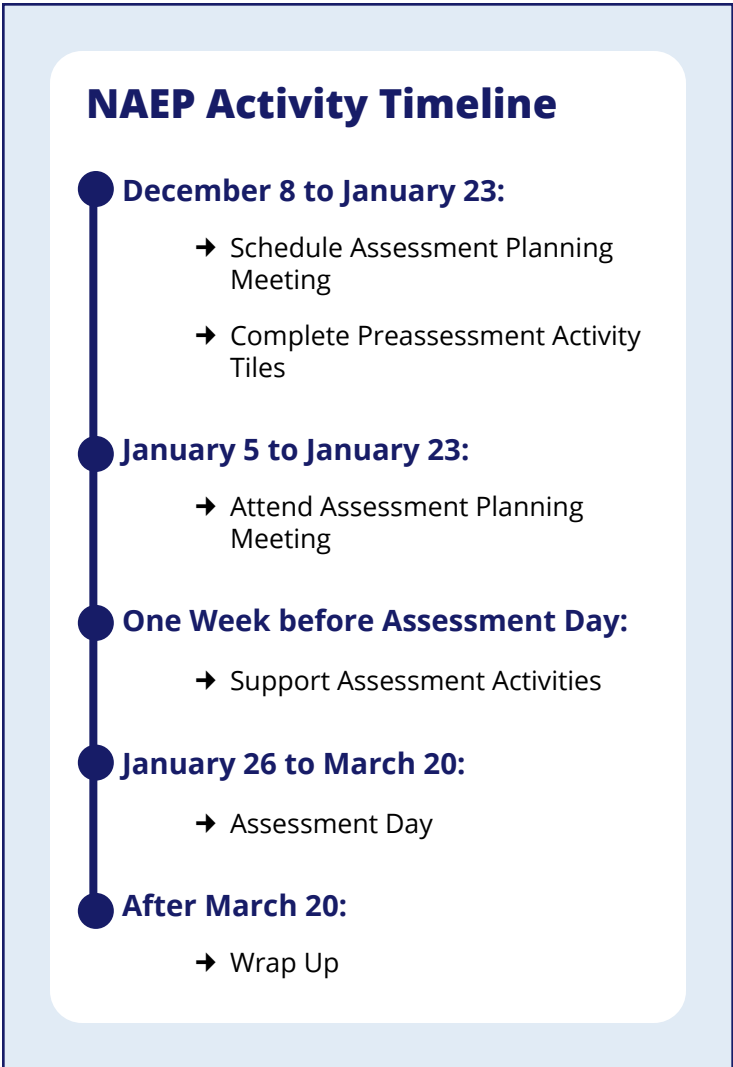 NAEP Activity Timeline
December 8 to January 23:
➔ Schedule Assessment Planning
Meeting
➔ Complete Preassessment Activity
Tiles
January 5 to January 23:
➔ Attend Assessment Planning
Meeting
One Week before Assessment Day:
➔ Support Assessment Activities
January 26 to March 20:
➔ Assessment Day
After March 20:
➔ Wrap Up